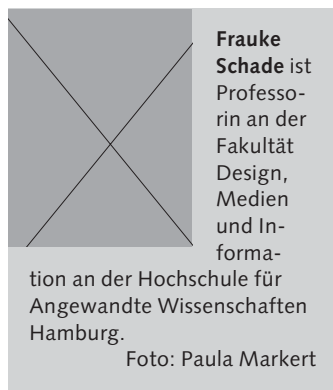 Frauke
Schade ist
Professo-
rin an der
Fakultät
Design,
Medien
und In-
forma-
tion an der Hochschule für
Angewandte Wissenschaften
Hamburg.
Foto: Paula Markert